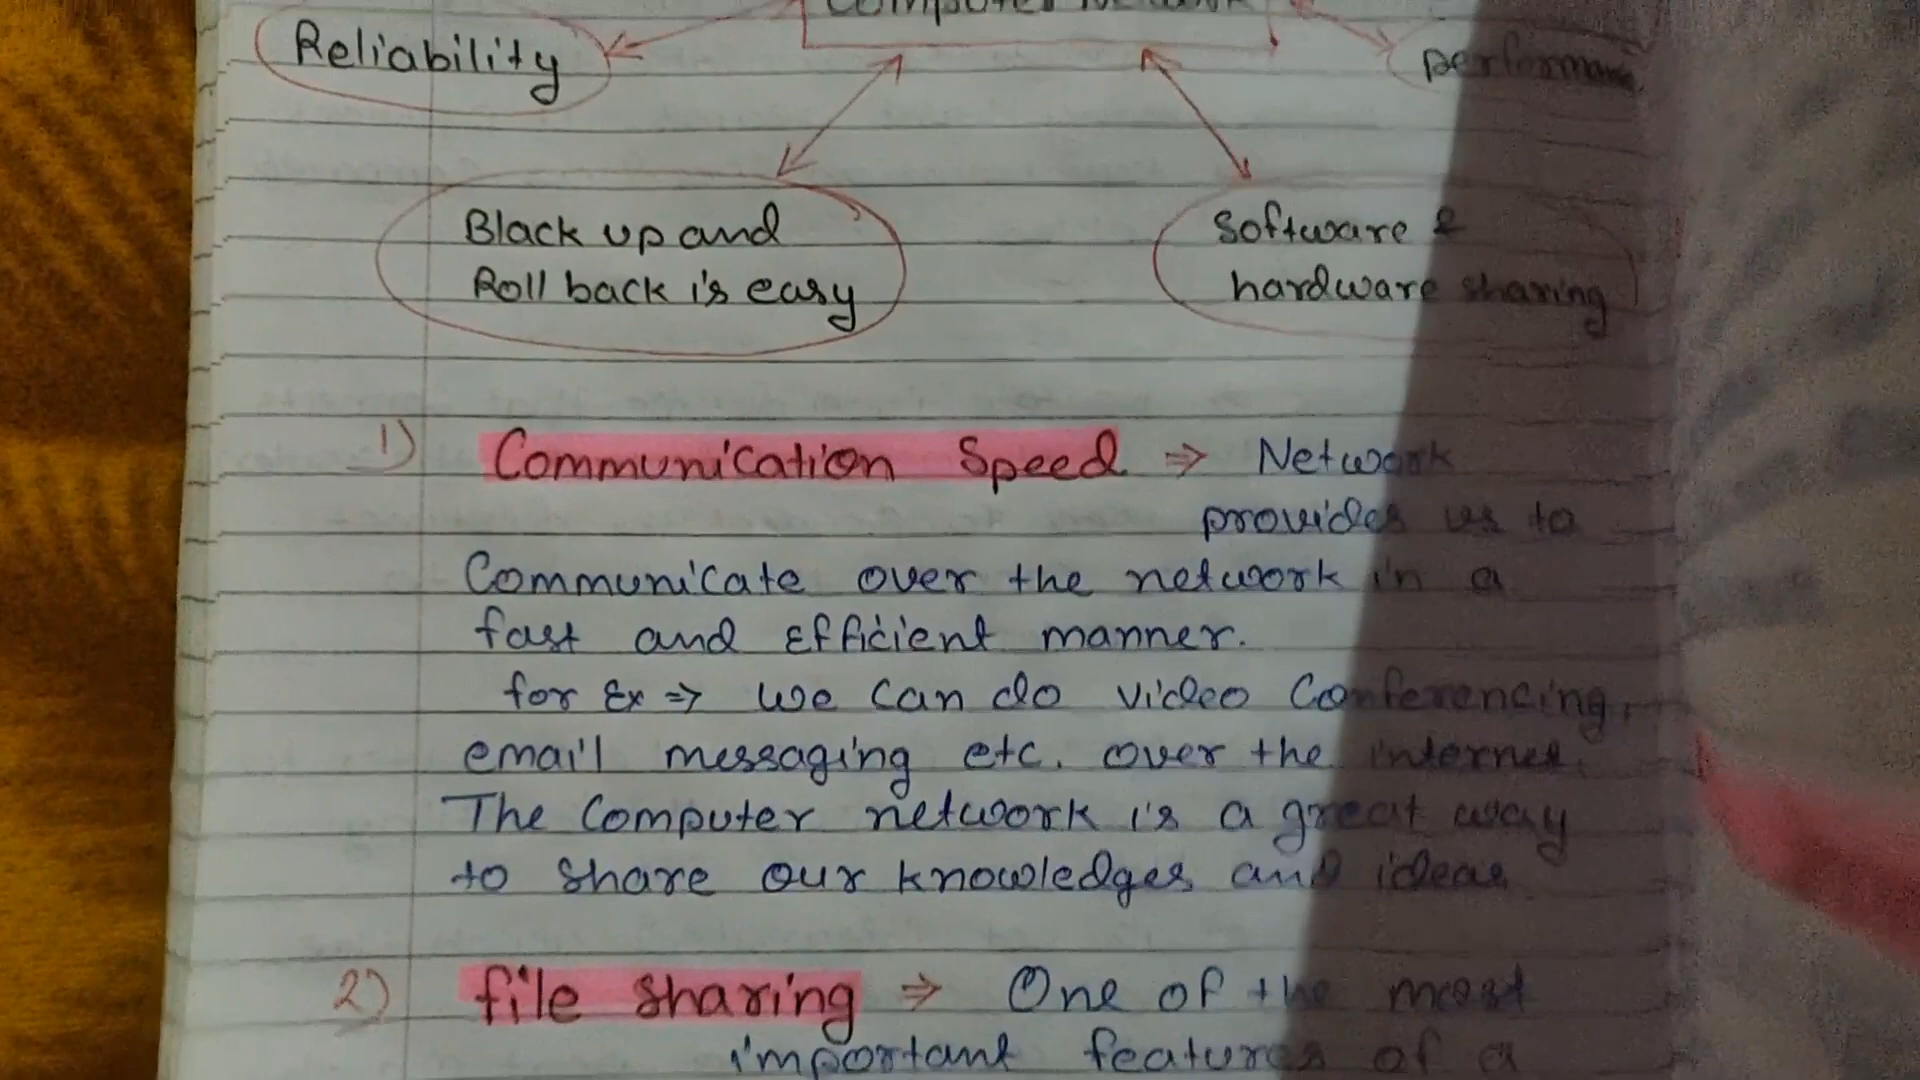 Computer Network
Reliability
performance
Black up and
Roll back is easy
Software &
hardware sharing
1) Communication Speed ⇒ Network
provides us to
Communicate over the network in a
fast and Efficient manner.
for Ex ⇒ we can do video Conferencing,
email messaging etc. over the internet.
The Computer network is a great way
to share our knowledges and ideas
2) file sharing ⇒ One of the most
important features of a